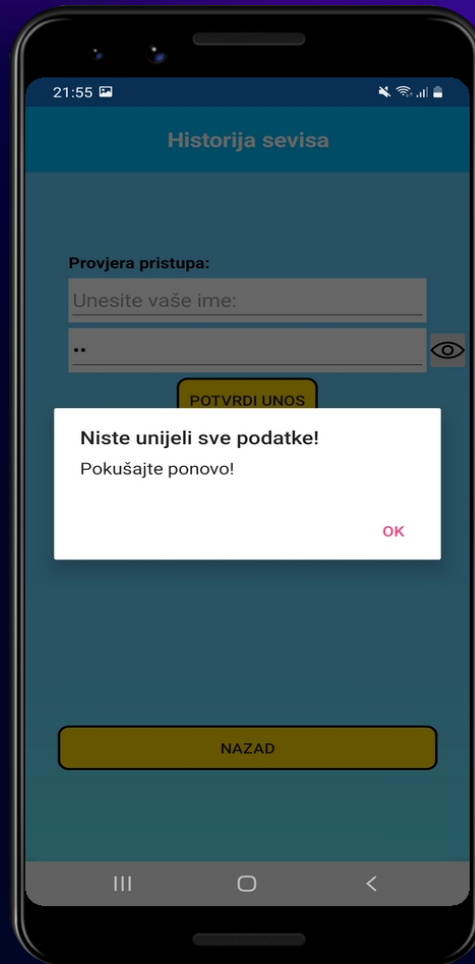 21:55
Historija sevisa
Provjera pristupa:
Unesite vaše ime:
••
POTVRDI UNOS
Niste unijeli sve podatke!
Pokušajte ponovo!
OK
NAZAD